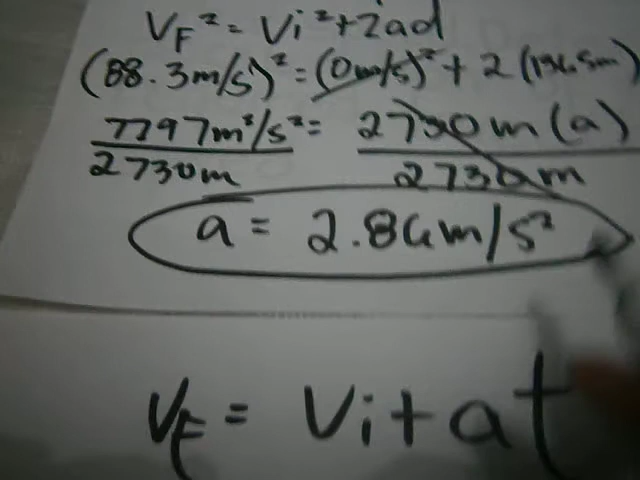 VF² = Vi² + 2ad
(88.3m/s)² = (0m/s)² + 2(1365m)
7797m²/s² = 2730m(a)
2730m 2730m
a = 2.86m/s²
VF = Vi + at